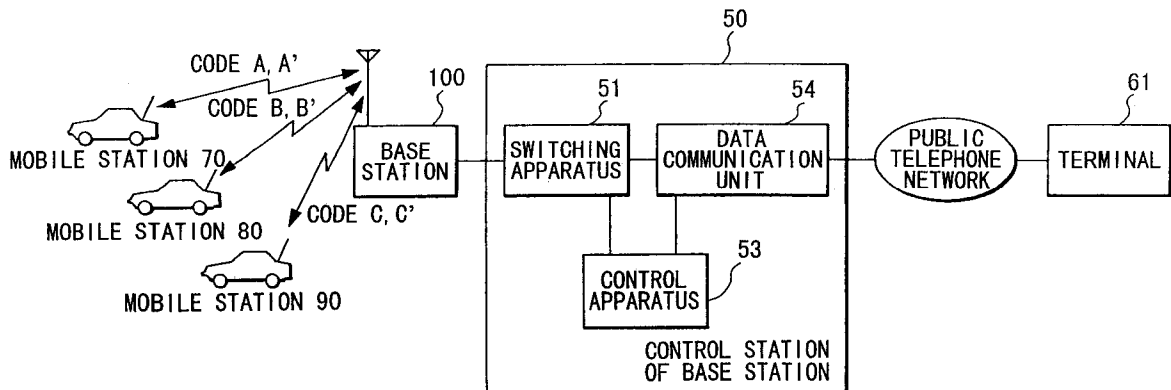 50
CODE A, A'
100
51
54
61
CODE B, B'
MOBILE STATION 70
BASE
STATION
SWITCHING
APPARATUS
DATA
COMMUNICATION
UNIT
PUBLIC
TELEPHONE
NETWORK
TERMINAL
CODE C, C'
MOBILE STATION 80
53
CONTROL
APPARATUS
MOBILE STATION 90
CONTROL STATION
OF BASE STATION